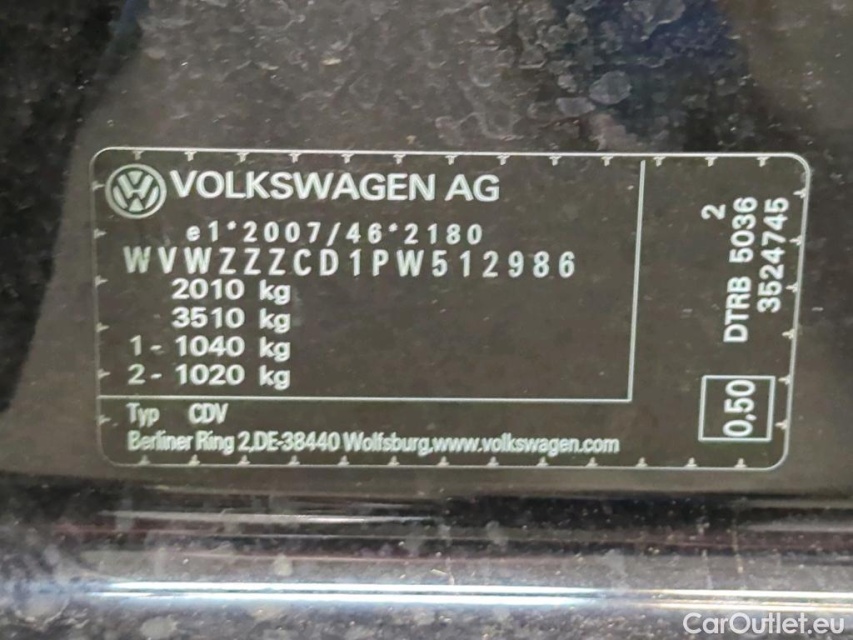 VOLKSWAGEN AG
e1*2007/46*2180
WVWZZZCD1PW512986
2010 kg
3510 kg
1 - 1040 kg
2 - 1020 kg
Typ CDV
Berliner Ring 2,DE-38440 Wolfsburg,www.volkswagen.com
2
DTRB 5036
3524745
0,50
CarOutlet.eu